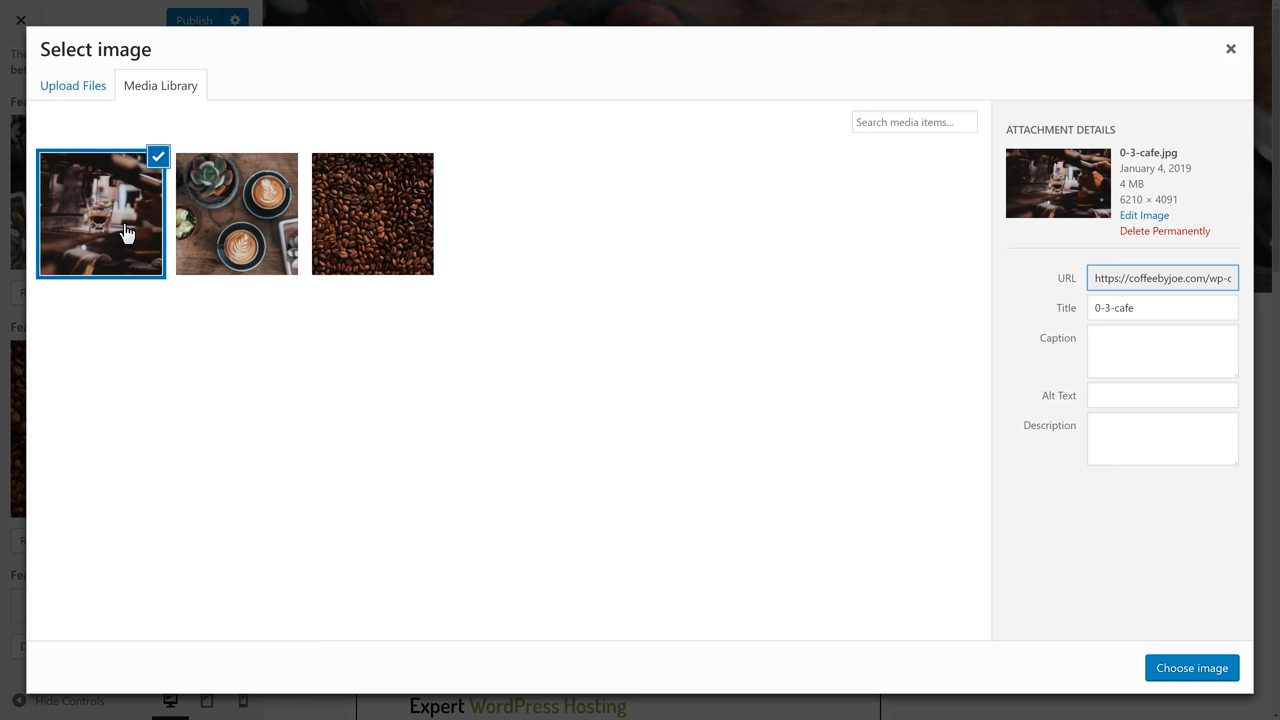 Publish
Select image
Upload Files
Media Library
Search media items...
ATTACHMENT DETAILS
0-3-cafe.jpg
January 4, 2019
4 MB
6210 × 4091
Edit Image
Delete Permanently
URL https://coffeebyjoe.com/wp-c
Title 0-3-cafe
Caption
Alt Text
Description
Choose image
Hide Controls
Expert WordPress Hosting